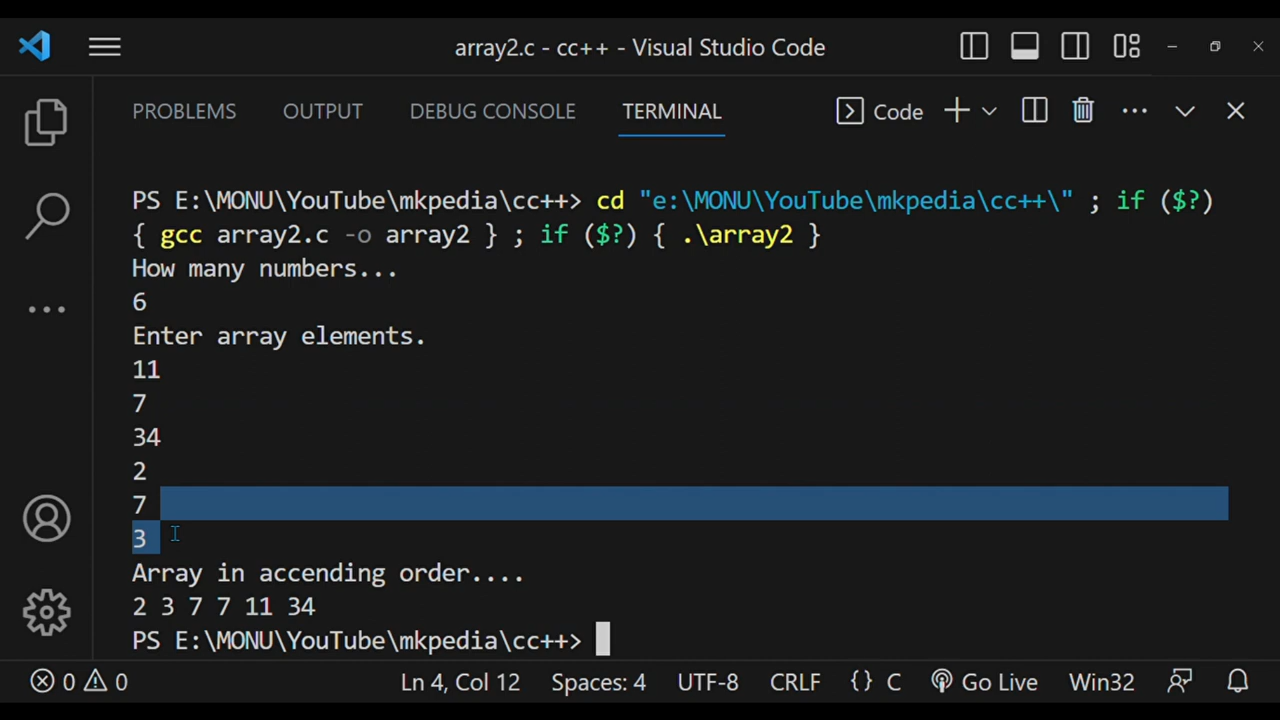 array2.c - cc++ - Visual Studio Code
PROBLEMS OUTPUT DEBUG CONSOLE TERMINAL Code
PS E:\MONU\YouTube\mkpedia\cc++> cd "e:\MONU\YouTube\mkpedia\cc++\" ; if ($?)
{ gcc array2.c -o array2 } ; if ($?) { .\array2 }
How many numbers...
6
Enter array elements.
11
7
34
2
7
3
Array in accending order....
2 3 7 7 11 34
PS E:\MONU\YouTube\mkpedia\cc++>
0 0 Ln 4, Col 12 Spaces: 4 UTF-8 CRLF {} C Go Live Win32